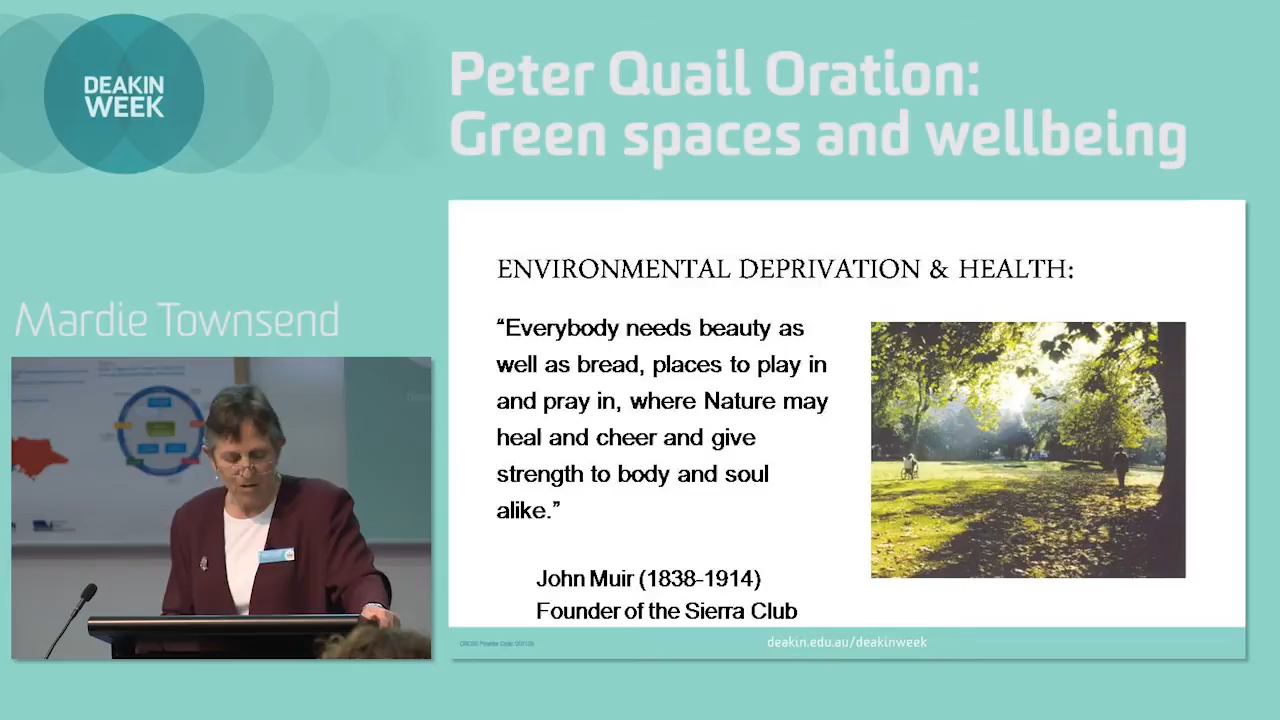 DEAKIN
WEEK
Peter Quail Oration:
Green spaces and wellbeing
Mardie Townsend
ENVIRONMENTAL DEPRIVATION & HEALTH:
“Everybody needs beauty as
well as bread, places to play in
and pray in, where Nature may
heal and cheer and give
strength to body and soul
alike.”
John Muir (1838-1914)
Founder of the Sierra Club
deakin.edu.au/deakinweek